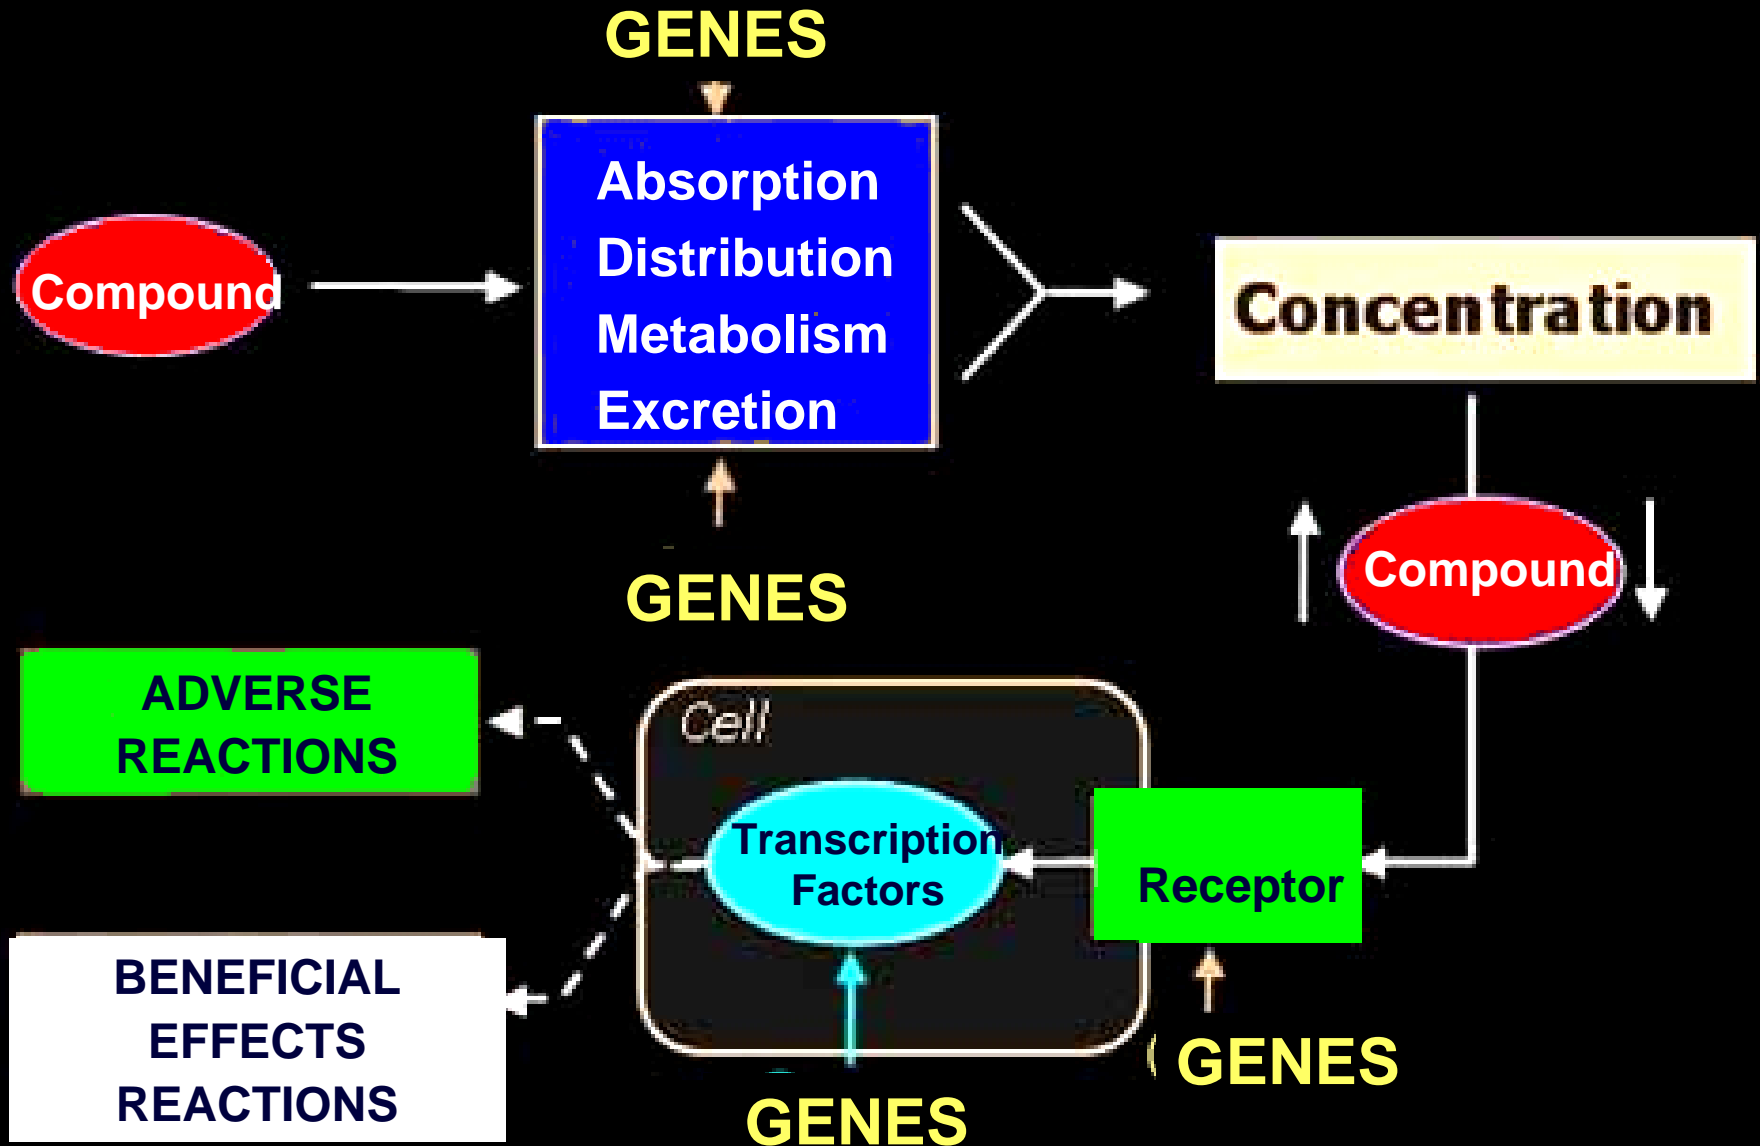 GENES
Absorption
Distribution
Metabolism
Excretion
Compound
Concentration
GENES
Compound
ADVERSE
REACTIONS
Cell
Transcription
Factors
Receptor
BENEFICIAL
EFFECTS
REACTIONS
GENES
GENES